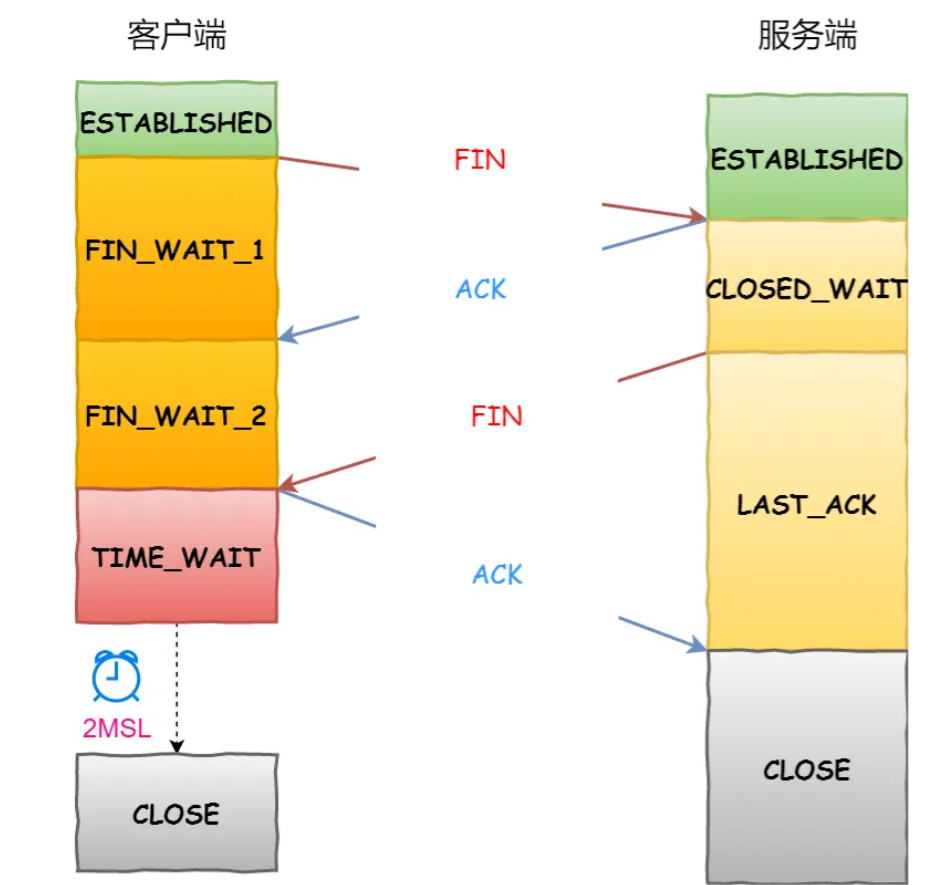 客户端
服务端
ESTABLISHED
FIN
ESTABLISHED
FIN_WAIT_1
ACK
CLOSED_WAIT
FIN_WAIT_2
FIN
LAST_ACK
TIME_WAIT
ACK
2MSL
CLOSE
CLOSE